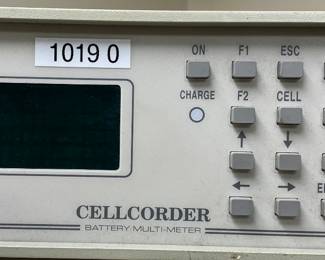 1019 0
ON F1 ESC
CHARGE F2 CELL
CELLCORDER
BATTERY MULTI-METER